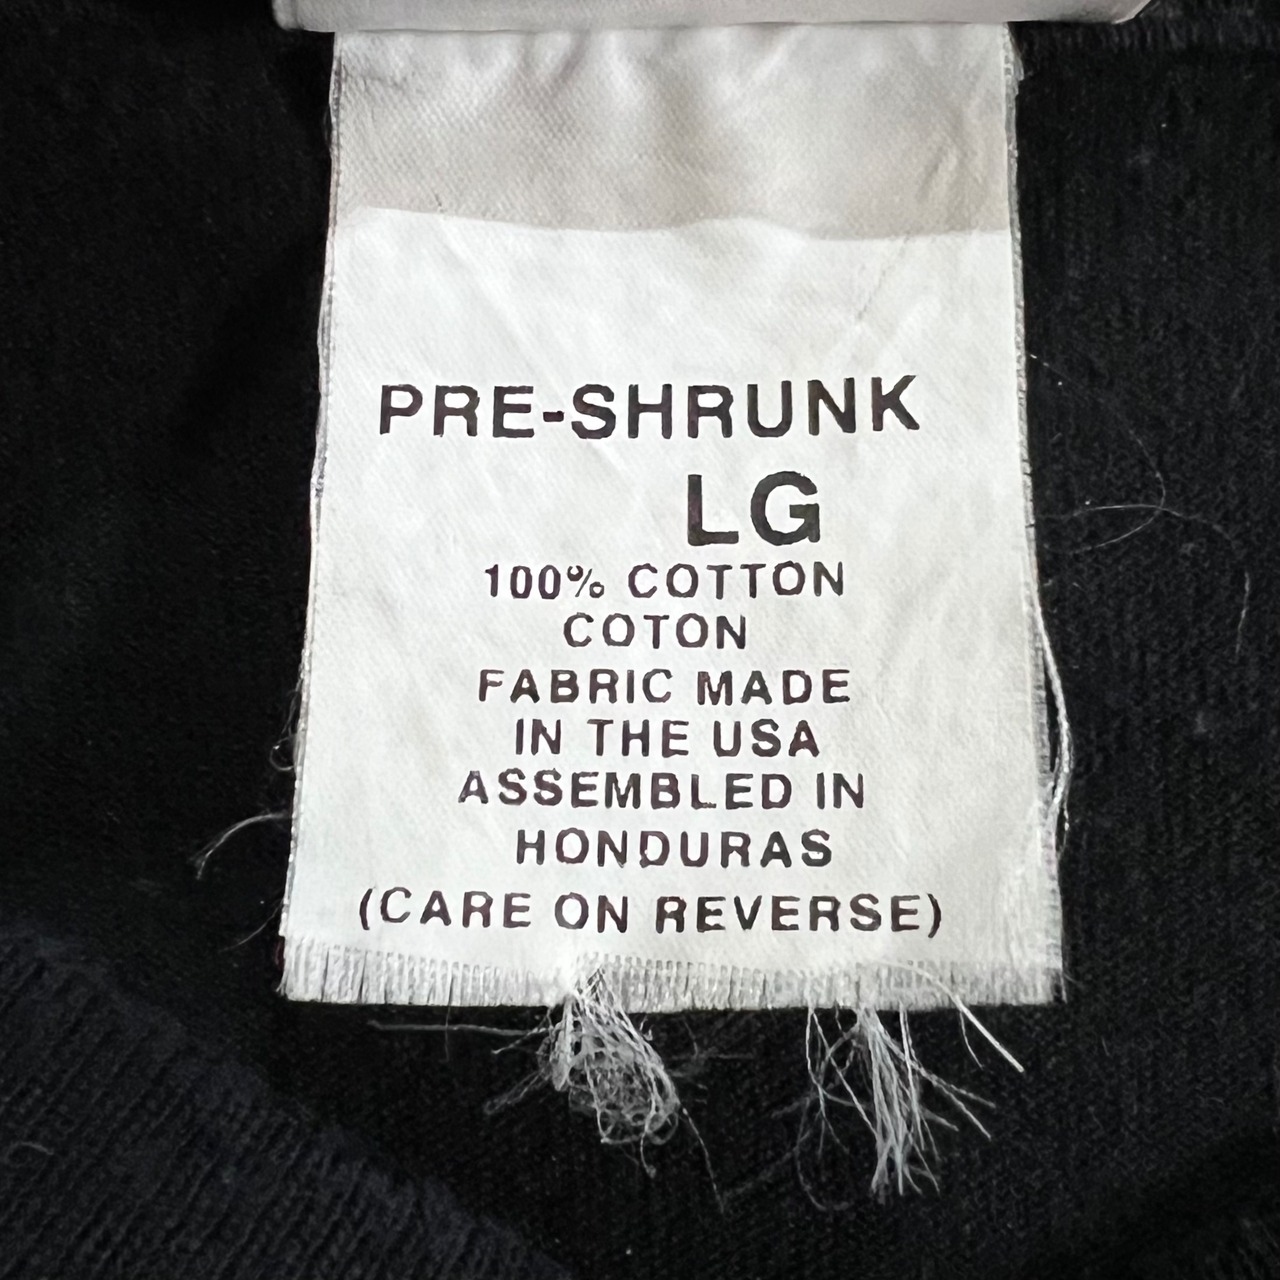 PRE-SHRUNK
LG
100% COTTON
COTON
FABRIC MADE
IN THE USA
ASSEMBLED IN
HONDURAS
(CARE ON REVERSE)